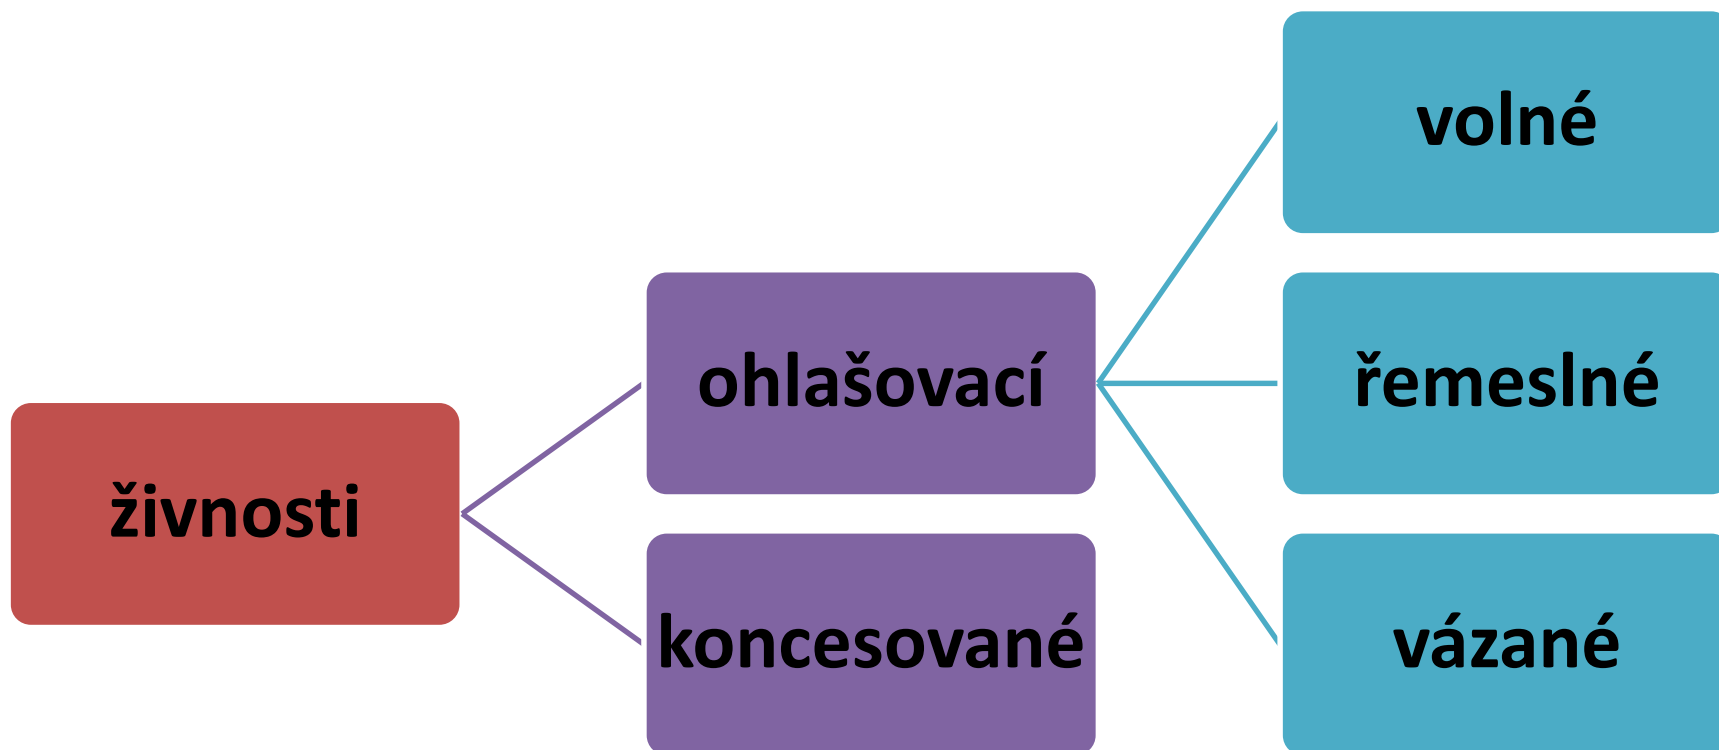 živnosti
ohlašovací
koncesované
volné
řemeslné
vázané